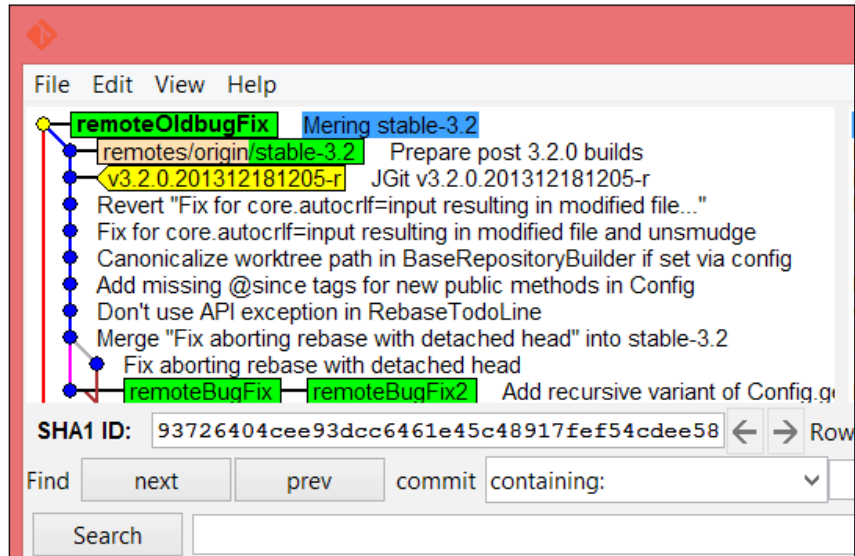 File Edit View Help
remoteOldbugFix Mering stable-3.2
remotes/origin/stable-3.2 Prepare post 3.2.0 builds
v3.2.0.201312181205-r JGit v3.2.0.201312181205-r
Revert "Fix for core.autocrlf=input resulting in modified file..."
Fix for core.autocrlf=input resulting in modified file and unsmudge
Canonicalize worktree path in BaseRepositoryBuilder if set via config
Add missing @since tags for new public methods in Config
Don't use API exception in RebaseTodoLine
Merge "Fix aborting rebase with detached head" into stable-3.2
Fix aborting rebase with detached head
remoteBugFix remoteBugFix2 Add recursive variant of Config.ge
SHA1 ID: 93726404cee93dcc6461e45c48917fef54cdee58 Row
Find next prev commit containing:
Search